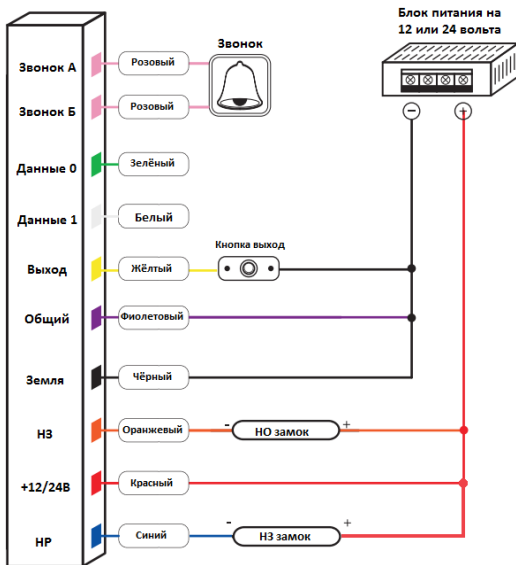 Блок питания на
12 или 24 вольта
Звонок
Звонок А
Розовый
Звонок Б
Розовый
Данные 0
Зелёный
Данные 1
Белый
Кнопка выход
Выход
Жёлтый
Общий
Фиолетовый
Земля
Чёрный
НЗ
Оранжевый
-
НО замок
+
+12/24В
Красный
НР
Синий
-
НЗ замок
+